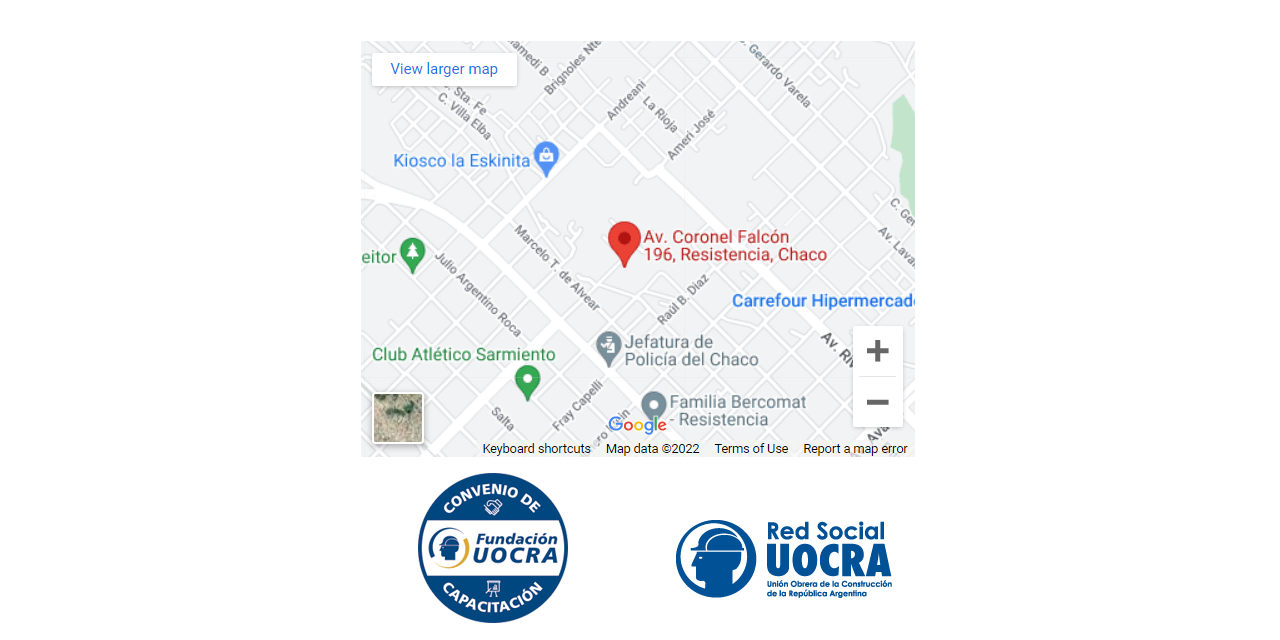 View larger map
Brignoles Nte
C. Gerardo Varela
Sta. Fe
C. Villa Elba
Andreani
La Rioja
Ameri José
Kiosco la Eskinita
Marcelo T. de Alvear
Av. Coronel Falcón
196, Resistencia, Chaco
eitor
Julio Argentino Roca
Raúl B. Diaz
Carrefour Hipermercado
Jefatura de
Policía del Chaco
Club Atlético Sarmiento
Salta
Fray Capelli
Familia Bercomat
- Resistencia
Google
Keyboard shortcuts
Map data ©2022
Terms of Use
Report a map error
CONVENIO DE
Fundación
UOCRA
CAPACITACIÓN
Red Social
UOCRA
Unión Obrera de la Construcción
de la República Argentina